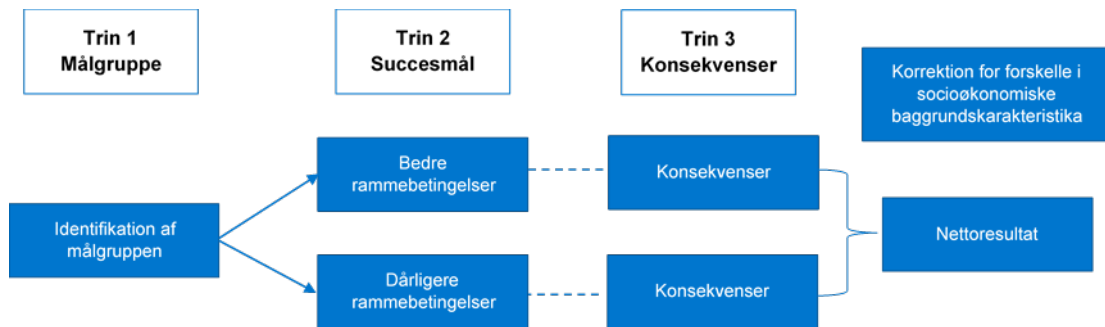 Trin 1
Målgruppe
Trin 2
Succesmål
Trin 3
Konsekvenser
Korrektion for forskelle i
socioøkonomiske
baggrundskarakteristika
Identifikation af
målgruppen
Bedre
rammebetingelser
Konsekvenser
Dårligere
rammebetingelser
Konsekvenser
Nettoresultat